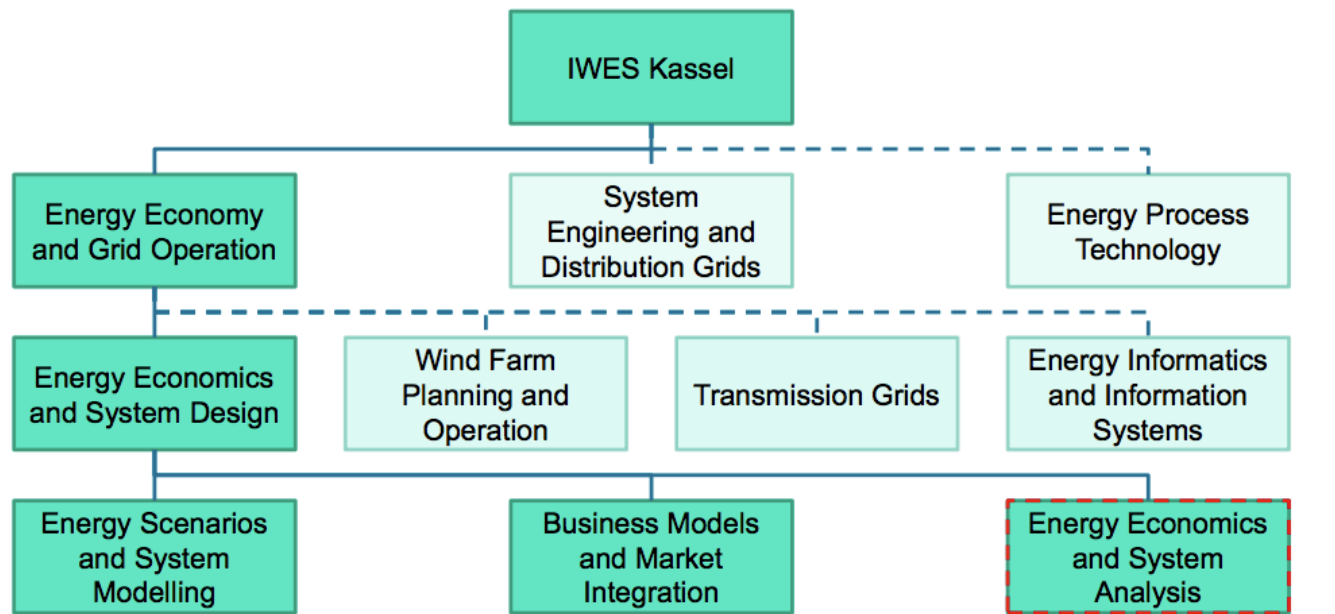 IWES Kassel
Energy Economy
and Grid Operation
System
Engineering and
Distribution Grids
Energy Process
Technology
Energy Economics
and System Design
Wind Farm
Planning and
Operation
Transmission Grids
Energy Informatics
and Information
Systems
Energy Scenarios
and System
Modelling
Business Models
and Market
Integration
Energy Economics
and System
Analysis